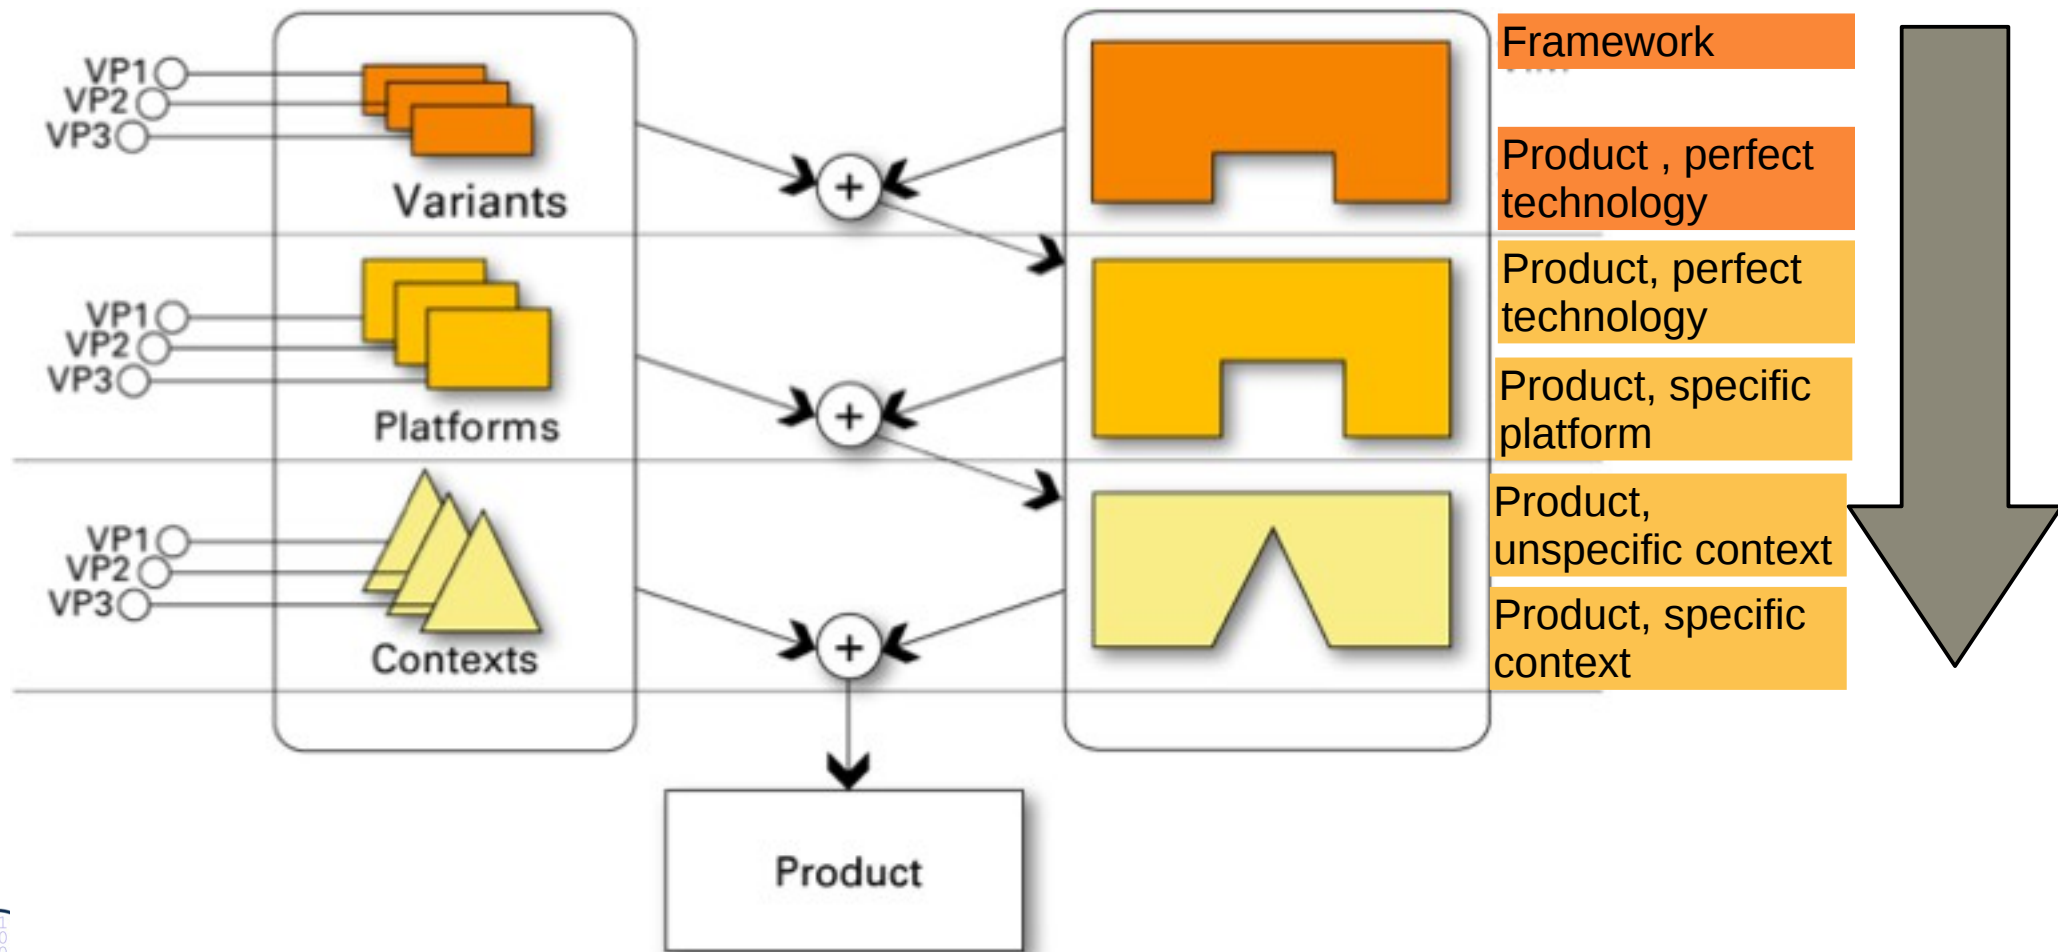 VP1
VP2
VP3
Variants
+
Framework
Product , perfect
technology
VP1
VP2
VP3
Platforms
+
Product, perfect
technology
Product, specific
platform
VP1
VP2
VP3
Contexts
+
Product,
unspecific context
Product, specific
context
Product